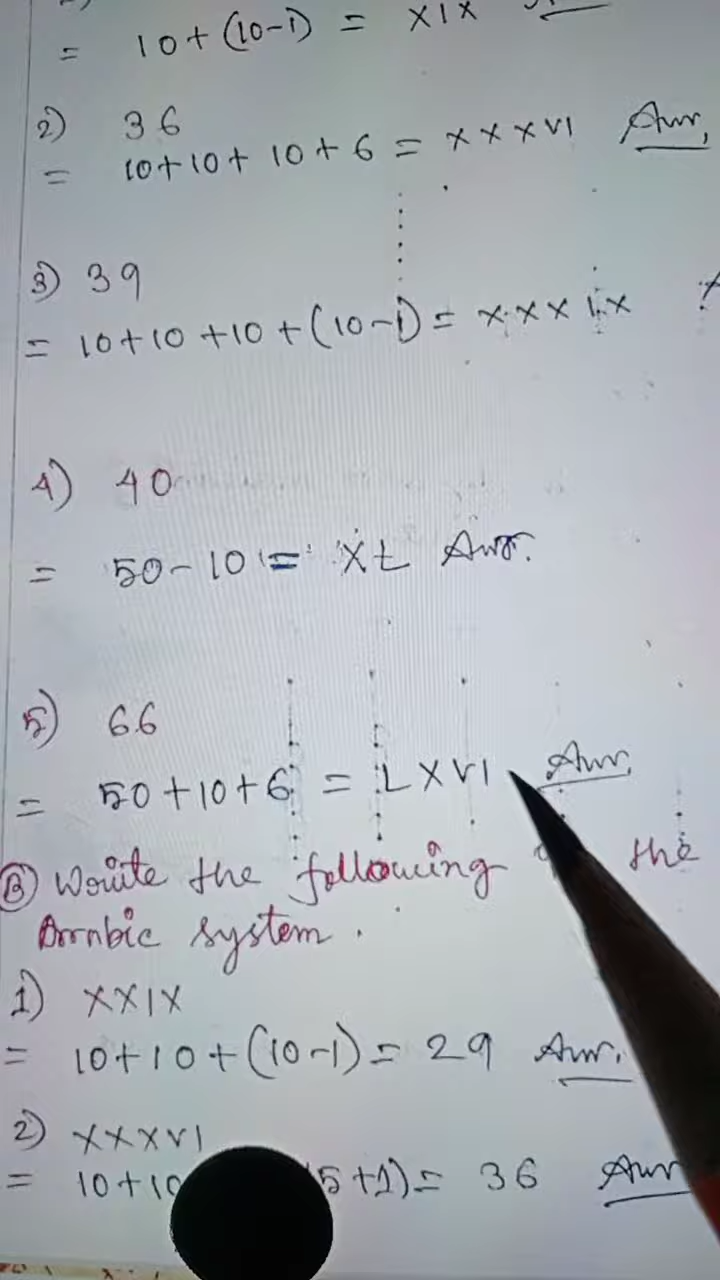 = 10+(10-1) = XIX
2) 36
= 10+10+10+6 = XXXVI Ans,
3) 39
= 10+10+10+(10-1) = XXXIX
4) 40
= 50-10 = XL Ans.
5) 66
= 50+10+6 = LXVI Ans,
B) Write the following the
Arabic system.
1) XXIX
= 10+10+(10-1) = 29 Ans.
2) XXXVI
= 10+10 (5+1) = 36 Ans